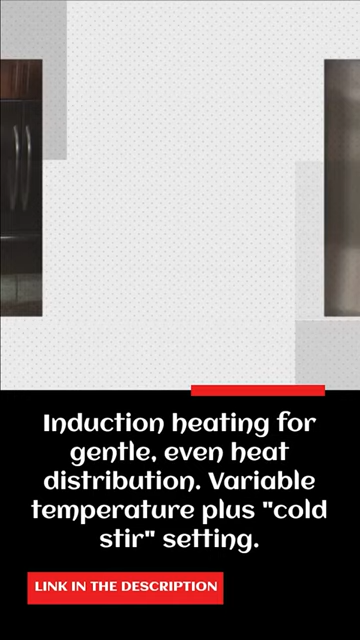 Induction heating for
gentle, even heat
distribution. Variable
temperature plus "cold
stir" setting.
LINK IN THE DESCRIPTION